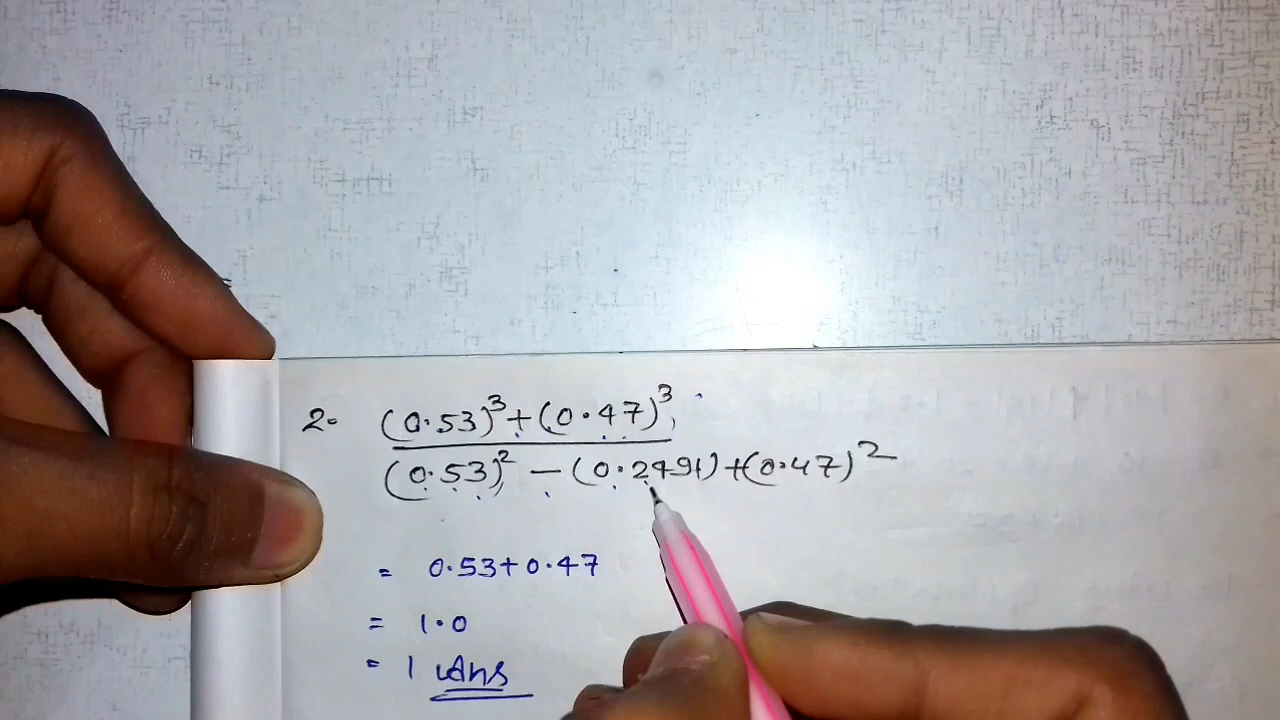 2. (0.53)³+(0.47)³
(0.53)² − (0.2491)+(0.47)²
= 0.53+0.47
= 1.0
= 1 Ans